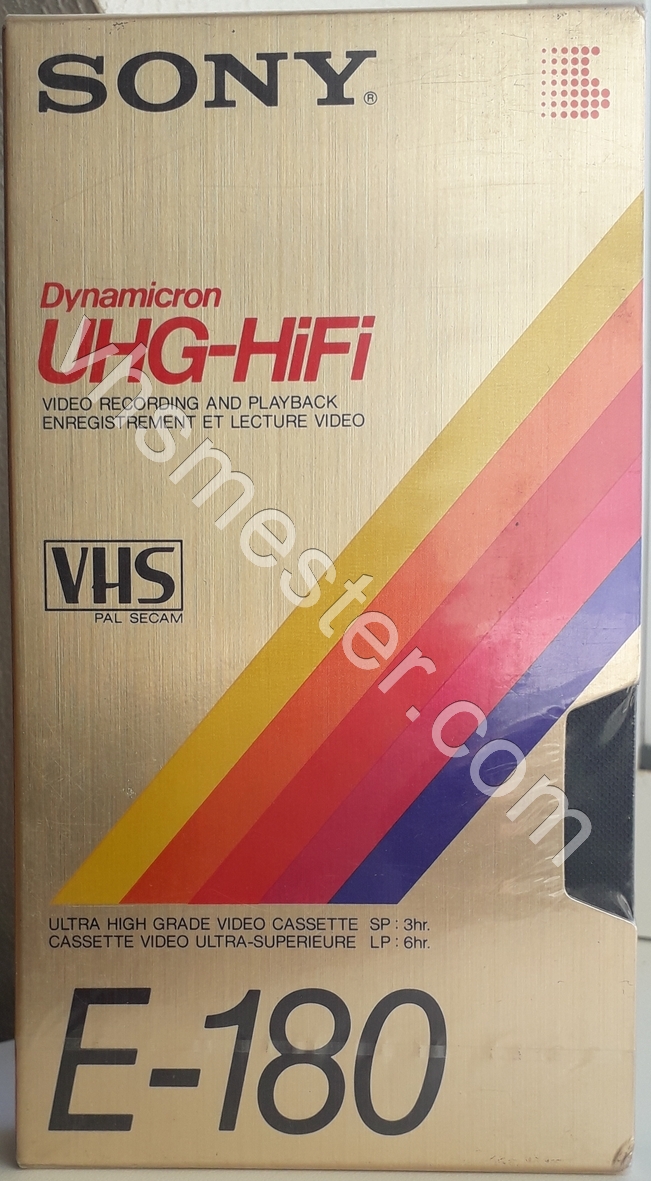 SONY®
Dynamicron
UHG-HiFi
VIDEO RECORDING AND PLAYBACK
ENREGISTREMENT ET LECTURE VIDEO
VHS
PAL SECAM
vhsmester.com
ULTRA HIGH GRADE VIDEO CASSETTE SP : 3hr.
CASSETTE VIDEO ULTRA-SUPERIEURE LP : 6hr.
E-180